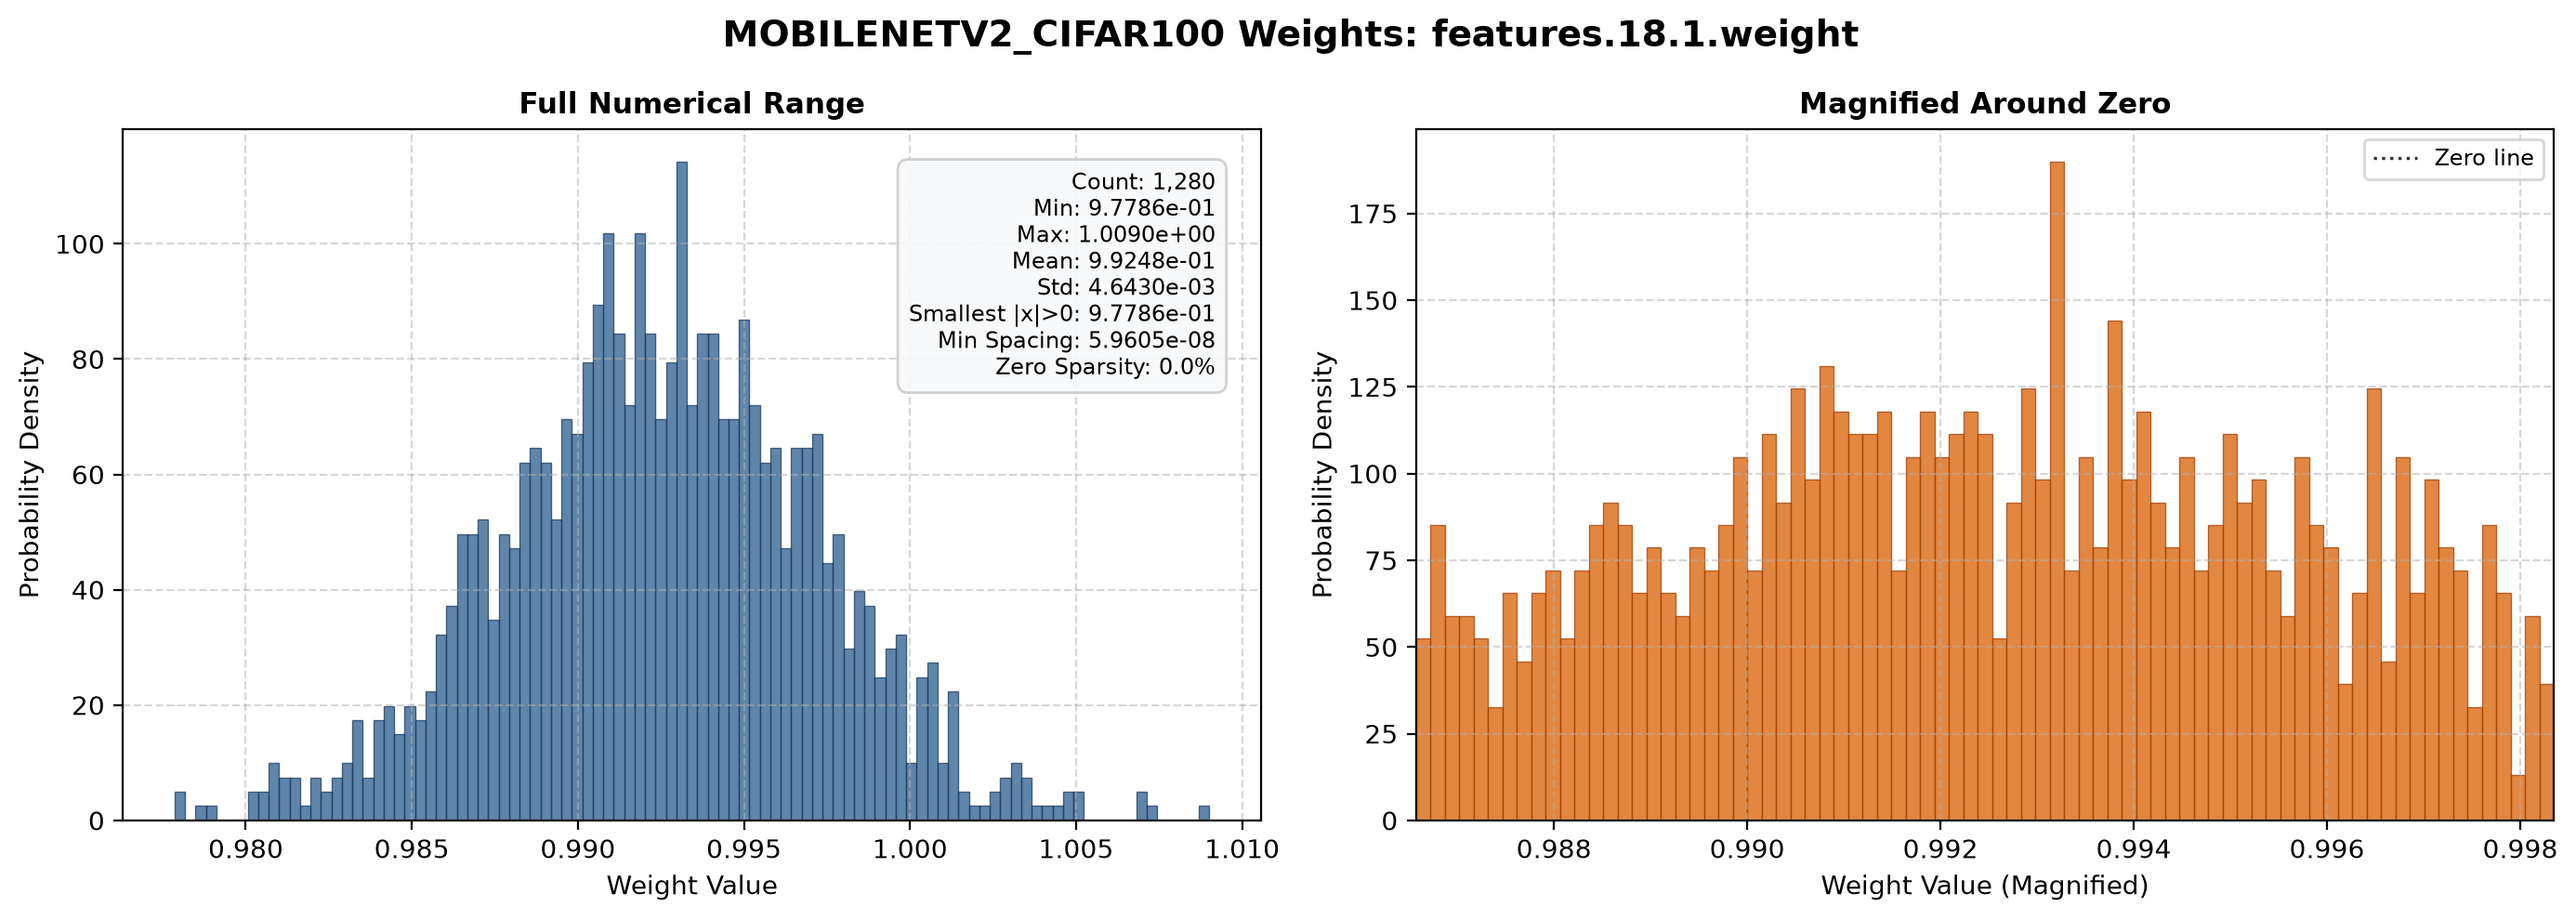 MOBILENETV2_CIFAR100 Weights: features.18.1.weight
Full Numerical Range
Probability Density
100
80
60
40
20
0
Count: 1,280
Min: 9.7786e-01
Max: 1.0090e+00
Mean: 9.9248e-01
Std: 4.6430e-03
Smallest |x|>0: 9.7786e-01
Min Spacing: 5.9605e-08
Zero Sparsity: 0.0%
0.980 0.985 0.990 0.995 1.000 1.005 1.010
Weight Value
Magnified Around Zero
Zero line
Probability Density
175
150
125
100
75
50
25
0
0.988 0.990 0.992 0.994 0.996 0.998
Weight Value (Magnified)